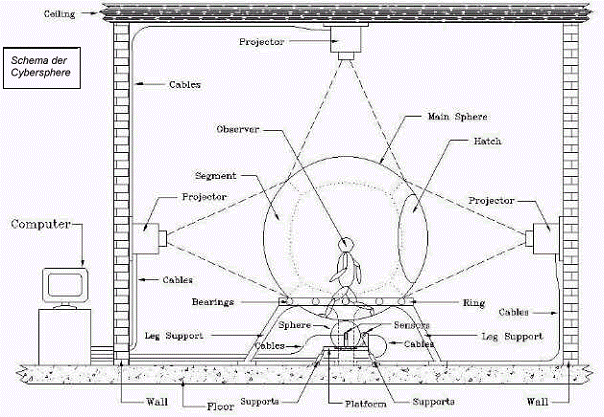 Ceiling
Projector
Schema der
Cybersphere
Cables
Main Sphere
Observer
Hatch
Segment
Projector
Projector
Computer
Cables
Bearings
Ring
Cables
Leg Support
Sphere
Sensors
Leg Support
Cables
Cables
Wall
Floor
Supports
Platform
Supports
Wall